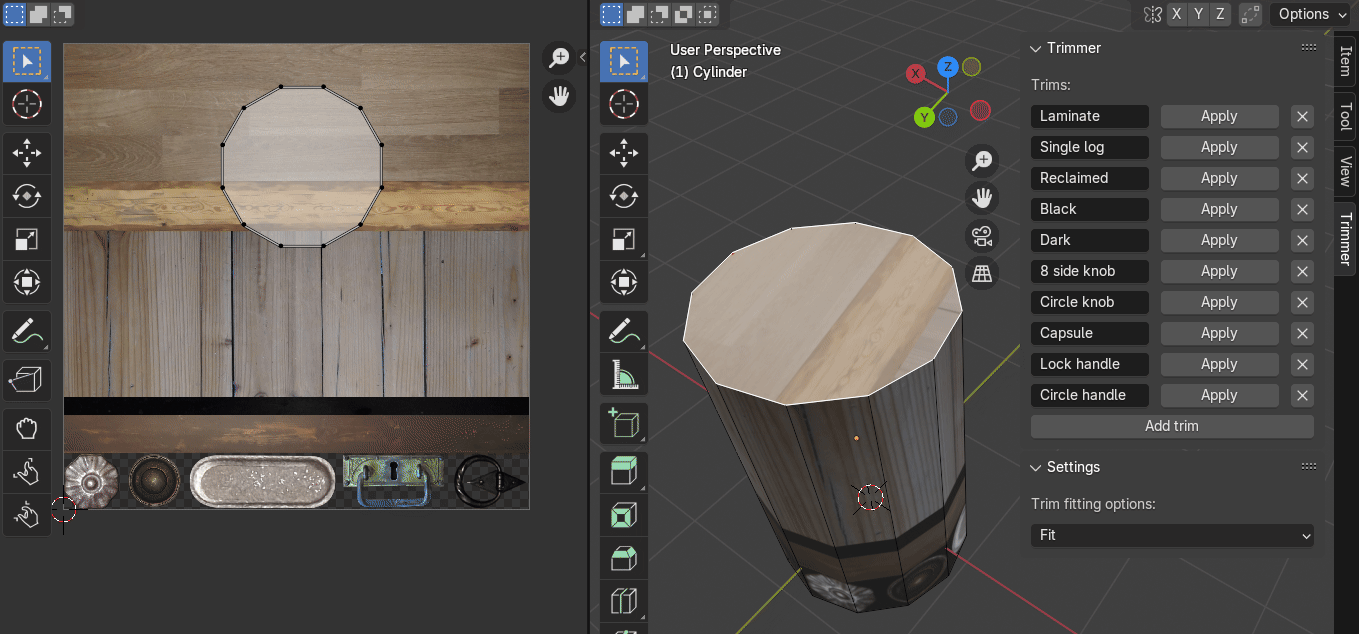 User Perspective
(1) Cylinder
X Y Z
Options
X
Y
Z
Trimmer
Trims:
Laminate Apply
Single log Apply
Reclaimed Apply
Black Apply
Dark Apply
8 side knob Apply
Circle knob Apply
Capsule Apply
Lock handle Apply
Circle handle Apply
Add trim
Settings
Trim fitting options:
Fit
Item
Tool
View
Trimmer